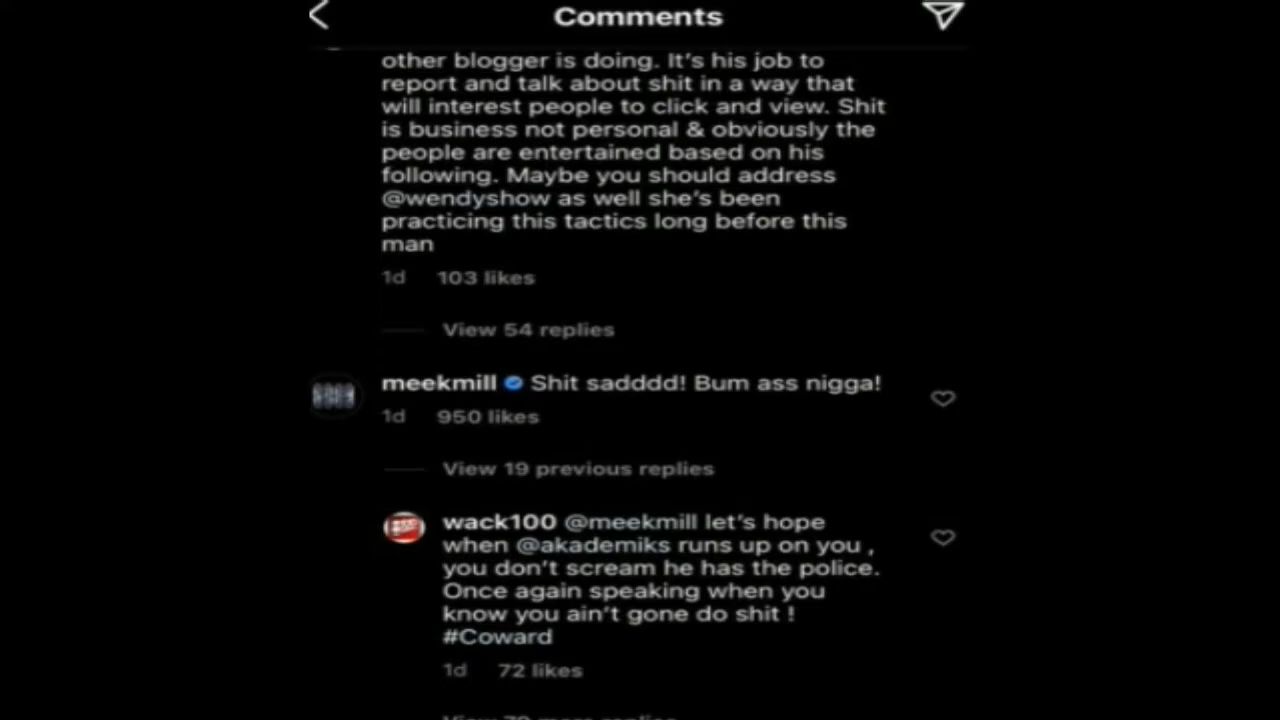 Comments
other blogger is doing. It's his job to
report and talk about shit in a way that
will interest people to click and view. Shit
is business not personal & obviously the
people are entertained based on his
following. Maybe you should address
@wendyshow as well she's been
practicing this tactics long before this
man
1d 103 likes
View 54 replies
meekmill Shit sadddd! Bum ass nigga!
1d 950 likes
View 19 previous replies
wack100 @meekmill let's hope
when @akademiks runs up on you ,
you don't scream he has the police.
Once again speaking when you
know you ain't gone do shit !
#Coward
1d 72 likes